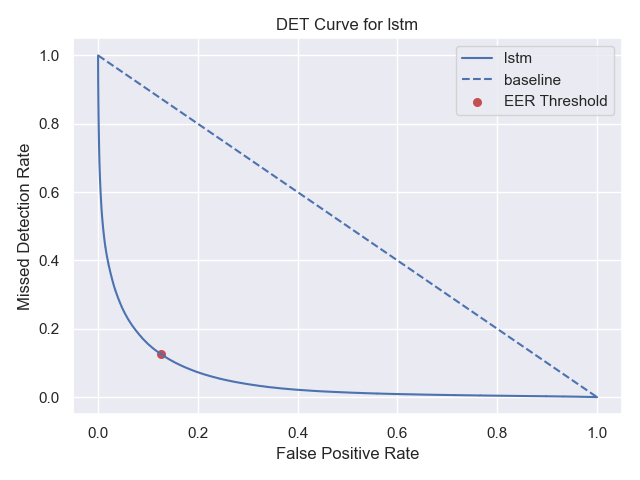 DET Curve for lstm
lstm
baseline
EER Threshold
Missed Detection Rate
1.0
0.8
0.6
0.4
0.2
0.0
0.0 0.2 0.4 0.6 0.8 1.0
False Positive Rate